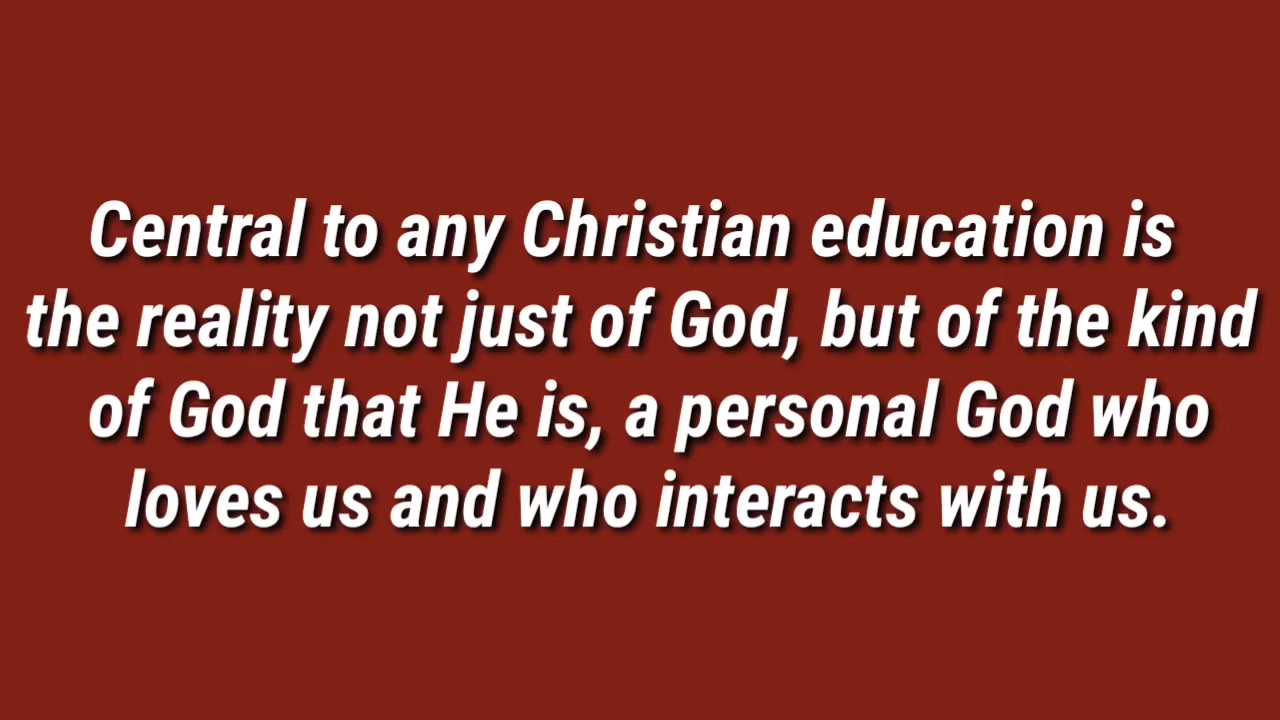 Central to any Christian education is
the reality not just of God, but of the kind
of God that He is, a personal God who
loves us and who interacts with us.